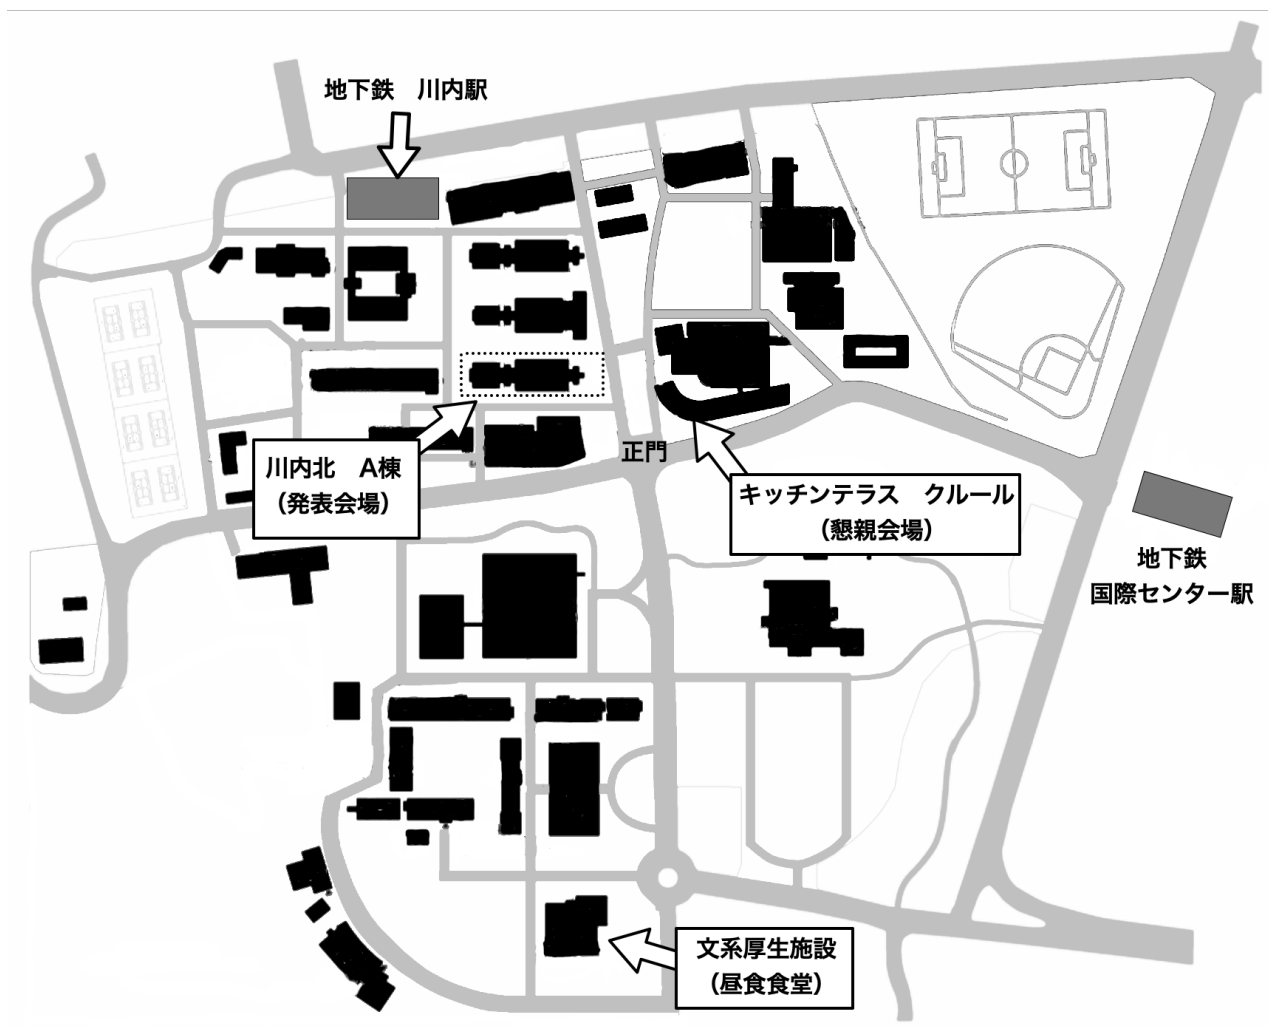 地下鉄　川内駅
正門
川内北　A棟
（発表会場）
キッチンテラス　クルール
（懇親会場）
地下鉄
国際センター駅
文系厚生施設
（昼食食堂）